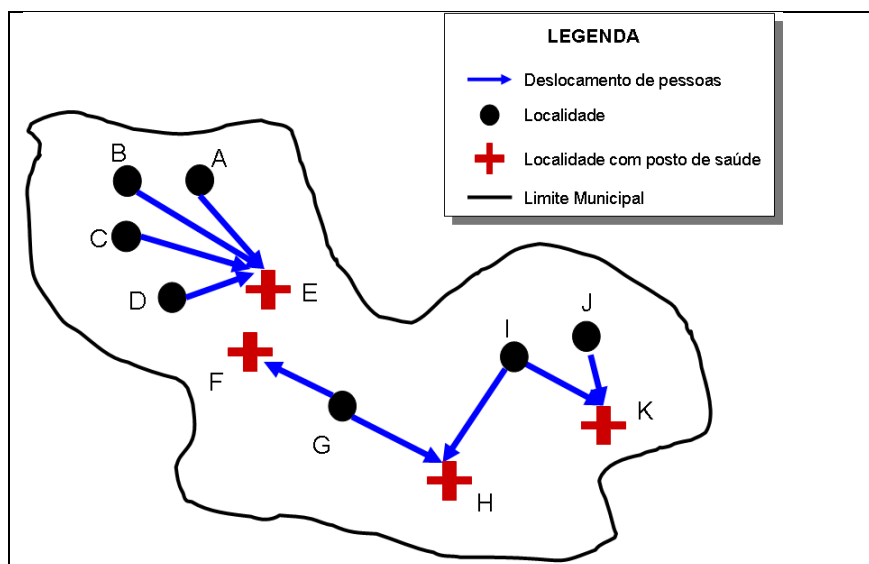 LEGENDA
Deslocamento de pessoas
Localidade
Localidade com posto de saúde
Limite Municipal
B
A
C
D
E
F
G
H
I
J
K